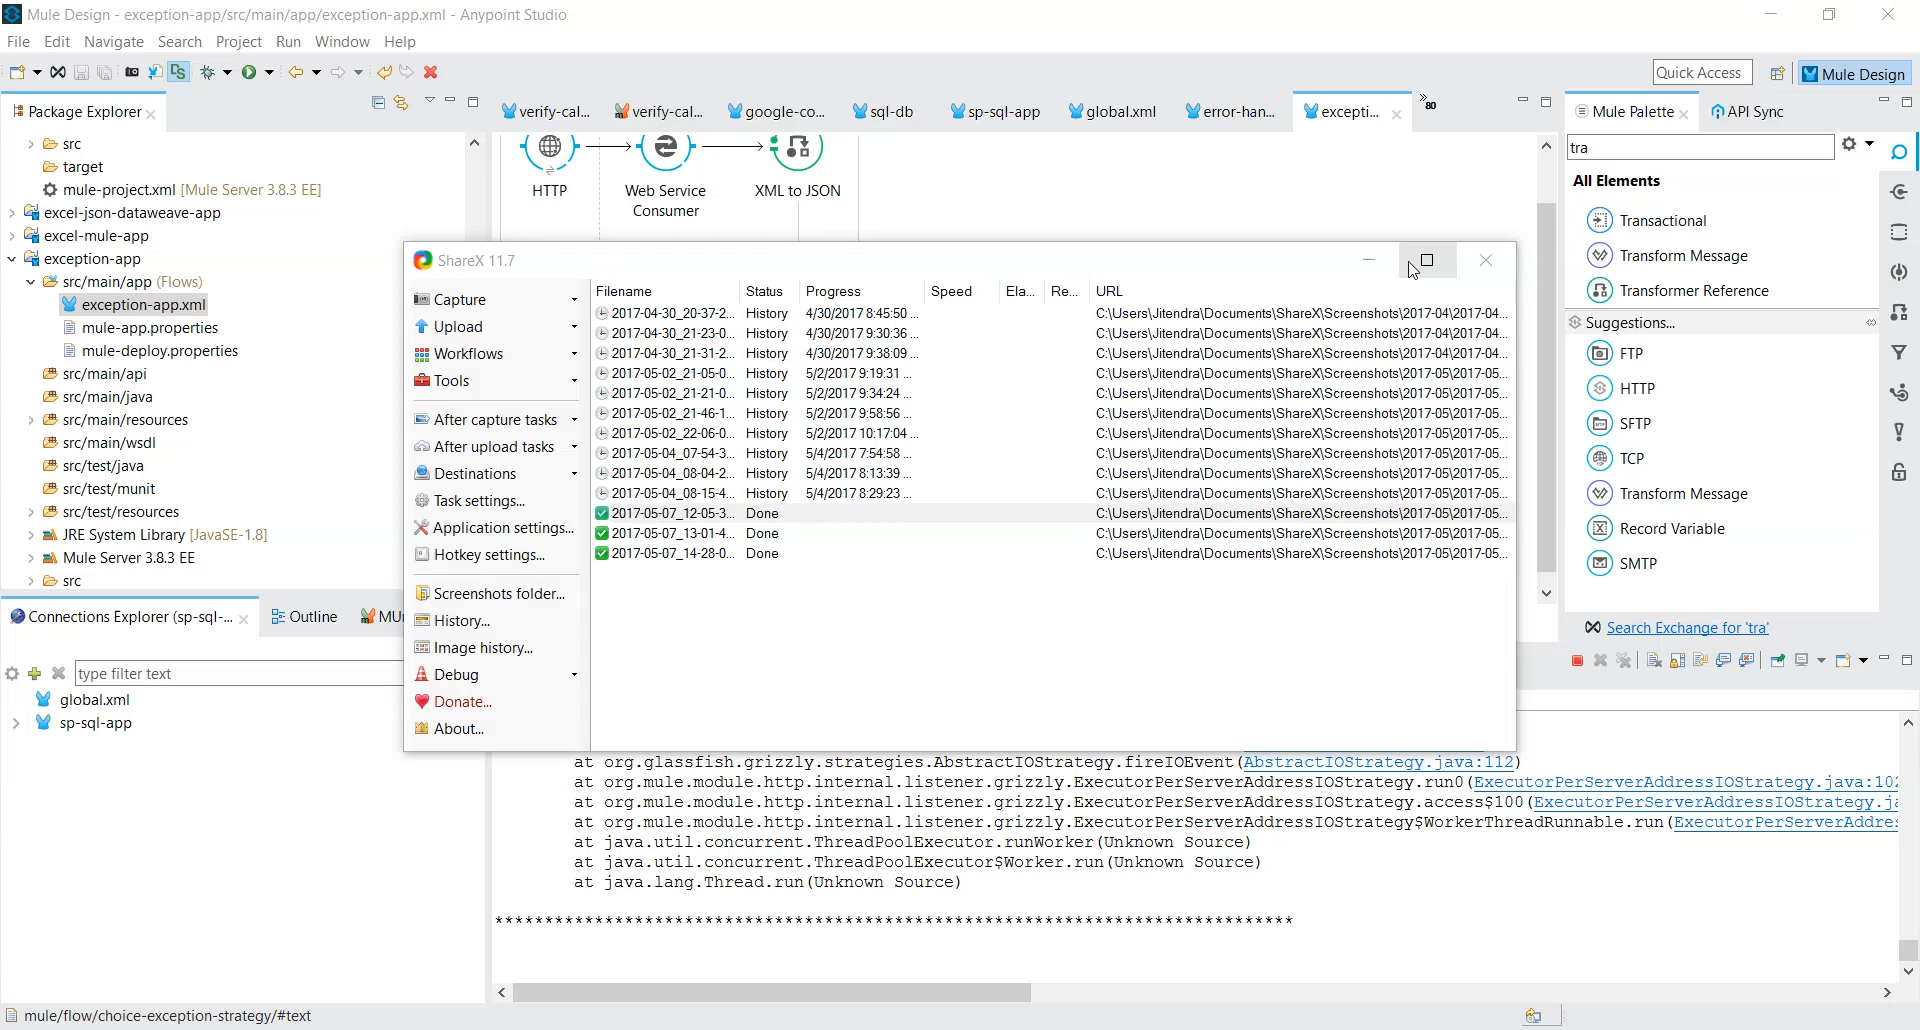 Mule Design - exception-app/src/main/app/exception-app.xml - Anypoint Studio
File Edit Navigate Search Project Run Window Help
Quick Access
Mule Design
Package Explorer
src
target
mule-project.xml [Mule Server 3.8.3 EE]
excel-json-dataweave-app
excel-mule-app
exception-app
src/main/app (Flows)
exception-app.xml
mule-app.properties
mule-deploy.properties
src/main/api
src/main/java
src/main/resources
src/main/wsdl
src/test/java
src/test/munit
src/test/resources
JRE System Library [JavaSE-1.8]
Mule Server 3.8.3 EE
src
verify-cal... verify-cal... google-co... sql-db sp-sql-app global.xml error-han... excepti... 80
HTTP
Web Service Consumer
XML to JSON
Mule Palette API Sync
tra
All Elements
Transactional
Transform Message
Transformer Reference
Suggestions...
FTP
HTTP
SFTP
TCP
Transform Message
Record Variable
SMTP
Search Exchange for 'tra'
ShareX 11.7
Capture
Upload
Workflows
Tools
After capture tasks
After upload tasks
Destinations
Task settings...
Application settings...
Hotkey settings...
Screenshots folder...
History...
Image history...
Debug
Donate...
About...
Filename Status Progress Speed Ela... Re... URL
2017-04-30_20-37-2... History 4/30/2017 8:45:50 ... C:\Users\Jitendra\Documents\ShareX\Screenshots\2017-04\2017-04...
2017-04-30_21-23-0... History 4/30/2017 9:30:36 ... C:\Users\Jitendra\Documents\ShareX\Screenshots\2017-04\2017-04...
2017-04-30_21-31-2... History 4/30/2017 9:38:09 ... C:\Users\Jitendra\Documents\ShareX\Screenshots\2017-04\2017-04...
2017-05-02_21-05-0... History 5/2/2017 9:19:31 ... C:\Users\Jitendra\Documents\ShareX\Screenshots\2017-05\2017-05...
2017-05-02_21-21-0... History 5/2/2017 9:34:24 ... C:\Users\Jitendra\Documents\ShareX\Screenshots\2017-05\2017-05...
2017-05-02_21-46-1... History 5/2/2017 9:58:56 ... C:\Users\Jitendra\Documents\ShareX\Screenshots\2017-05\2017-05...
2017-05-02_22-06-0... History 5/2/2017 10:17:04 ... C:\Users\Jitendra\Documents\ShareX\Screenshots\2017-05\2017-05...
2017-05-04_07-54-3... History 5/4/2017 7:54:58 ... C:\Users\Jitendra\Documents\ShareX\Screenshots\2017-05\2017-05...
2017-05-04_08-04-2... History 5/4/2017 8:13:39 ... C:\Users\Jitendra\Documents\ShareX\Screenshots\2017-05\2017-05...
2017-05-04_08-15-4... History 5/4/2017 8:29:23 ... C:\Users\Jitendra\Documents\ShareX\Screenshots\2017-05\2017-05...
2017-05-07_12-05-3... Done C:\Users\Jitendra\Documents\ShareX\Screenshots\2017-05\2017-05...
2017-05-07_13-01-4... Done C:\Users\Jitendra\Documents\ShareX\Screenshots\2017-05\2017-05...
2017-05-07_14-28-0... Done C:\Users\Jitendra\Documents\ShareX\Screenshots\2017-05\2017-05...
Connections Explorer (sp-sql-... Outline MU
type filter text
global.xml
sp-sql-app
at org.glassfish.grizzly.strategies.AbstractIOStrategy.fireIOEvent(AbstractIOStrategy.java:112)
at org.mule.module.http.internal.listener.grizzly.ExecutorPerServerAddressIOStrategy.run0(ExecutorPerServerAddressIOStrategy.java:102
at org.mule.module.http.internal.listener.grizzly.ExecutorPerServerAddressIOStrategy.access$100(ExecutorPerServerAddressIOStrategy.ja
at org.mule.module.http.internal.listener.grizzly.ExecutorPerServerAddressIOStrategy$WorkerThreadRunnable.run(ExecutorPerServerAddres
at java.util.concurrent.ThreadPoolExecutor.runWorker(Unknown Source)
at java.util.concurrent.ThreadPoolExecutor$Worker.run(Unknown Source)
at java.lang.Thread.run(Unknown Source)
********************************************************************************
mule/flow/choice-exception-strategy/#text